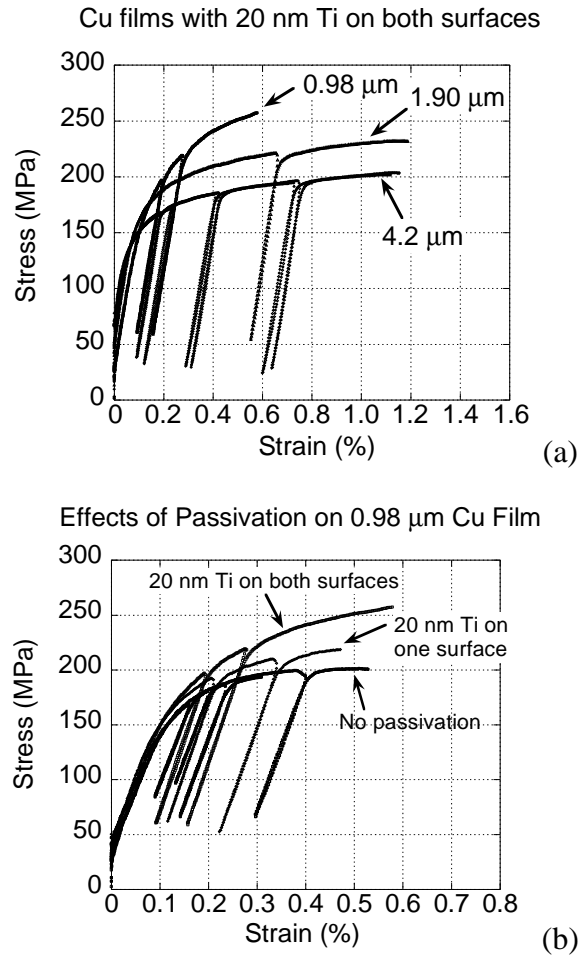 Cu films with 20 nm Ti on both surfaces
300
250
200
150
100
50
0
Stress (MPa)
0.98 μm
1.90 μm
4.2 μm
0 0.2 0.4 0.6 0.8 1.0 1.2 1.4 1.6
Strain (%)
(a)
Effects of Passivation on 0.98 μm Cu Film
300
250
200
150
100
50
0
Stress (MPa)
20 nm Ti on both surfaces
20 nm Ti on
one surface
No passivation
0 0.1 0.2 0.3 0.4 0.5 0.6 0.7 0.8
Strain (%)
(b)